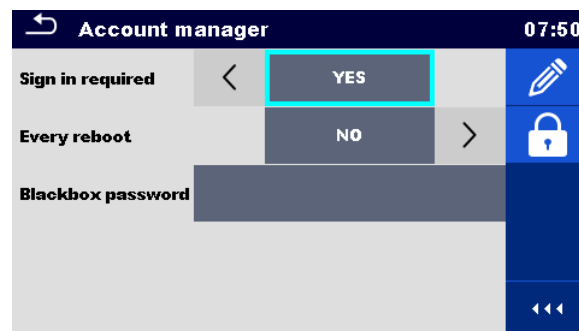 Account manager 07:50
Sign in required YES
Every reboot NO
Blackbox password